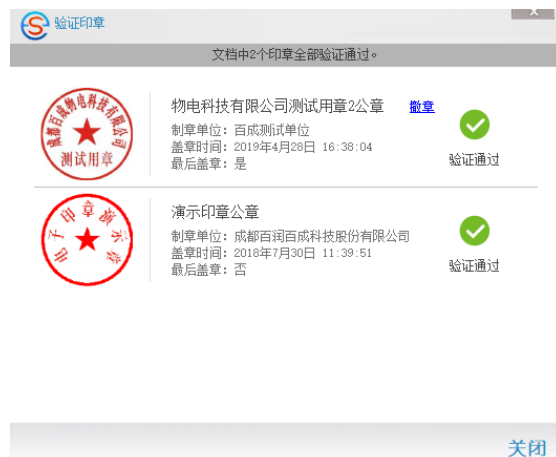 验证印章
文档中2个印章全部验证通过。
成都百成物电科技有限公司
测试用章
物电科技有限公司测试用章2公章 撤章
制章单位：百成测试单位
盖章时间：2019年4月28日 16:38:04
最后盖章：是
验证通过
电子印章演示章
演示印章公章
制章单位：成都百润百成科技股份有限公司
盖章时间：2018年7月30日 11:39:51
最后盖章：否
验证通过
关闭